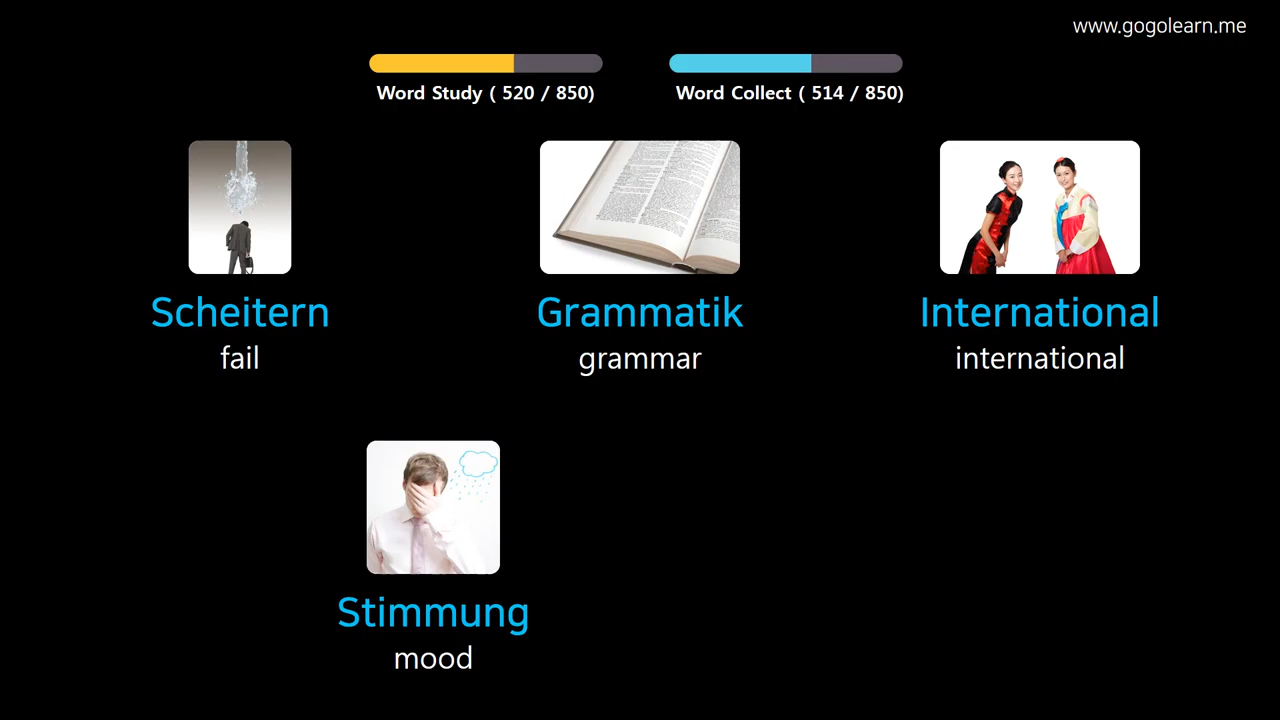 www.gogolearn.me
Word Study ( 520 / 850)
Word Collect ( 514 / 850)
Scheitern
fail
Grammatik
grammar
International
international
Stimmung
mood